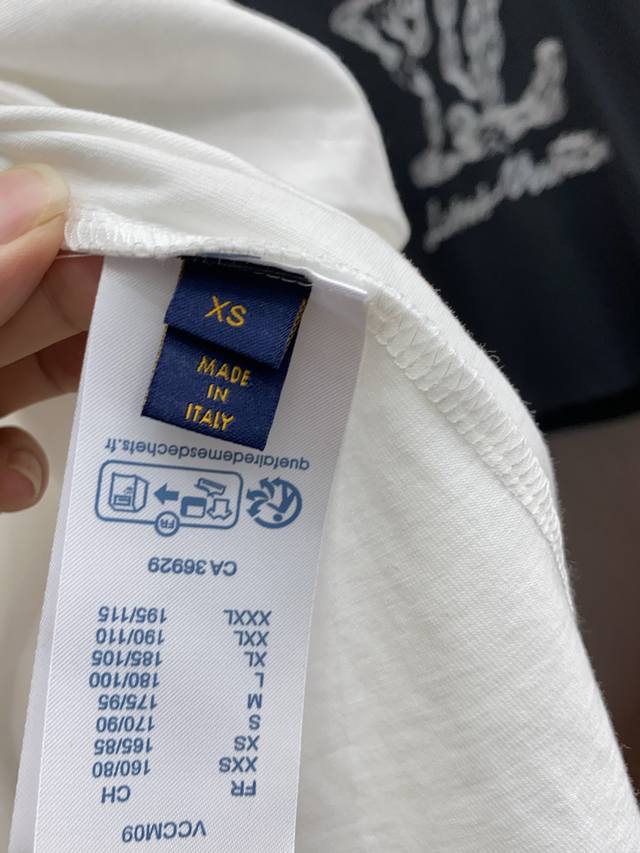 XS
MADE
IN
ITALY
VCCM09
FR CH
XXS 160/80
XS 165/85
S 170/90
M 175/95
L 180/100
XL 185/105
XXL 190/110
XXXL 195/115
CA 36929
FR
quefairedemesdechets.fr